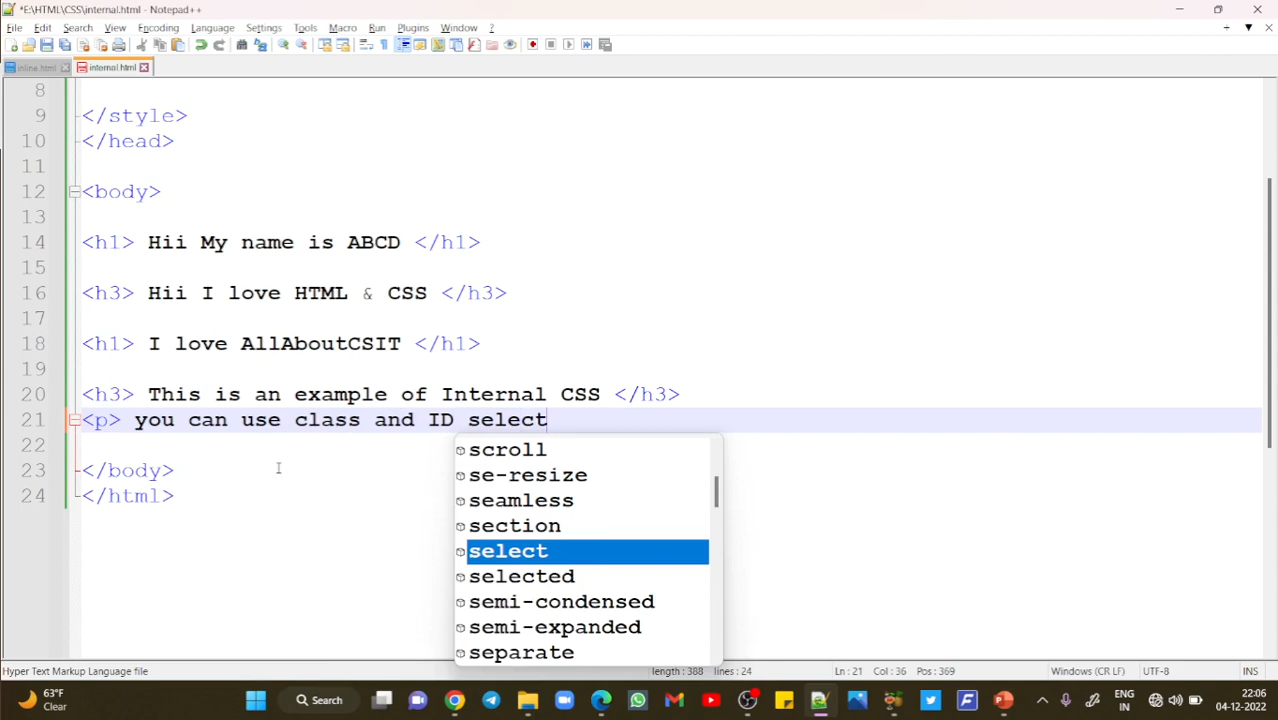 *E:\HTML\CSS\internal.html - Notepad++
File Edit Search View Encoding Language Settings Tools Macro Run Plugins Window ?
inline.html internal.html
8
9 </style>
10 </head>
11
12 <body>
13
14 <h1> Hii My name is ABCD </h1>
15
16 <h3> Hii I love HTML & CSS </h3>
17
18 <h1> I love AllAboutCSIT </h1>
19
20 <h3> This is an example of Internal CSS </h3>
21 <p> you can use class and ID select
22
23 </body>
24 </html>
scroll
se-resize
seamless
section
select
selected
semi-condensed
semi-expanded
separate
Hyper Text Markup Language file length : 388 lines : 24 Ln : 21 Col : 36 Pos : 369 Windows (CR LF) UTF-8 INS
63°F
Clear
Search
ENG
IN
22:06
04-12-2022